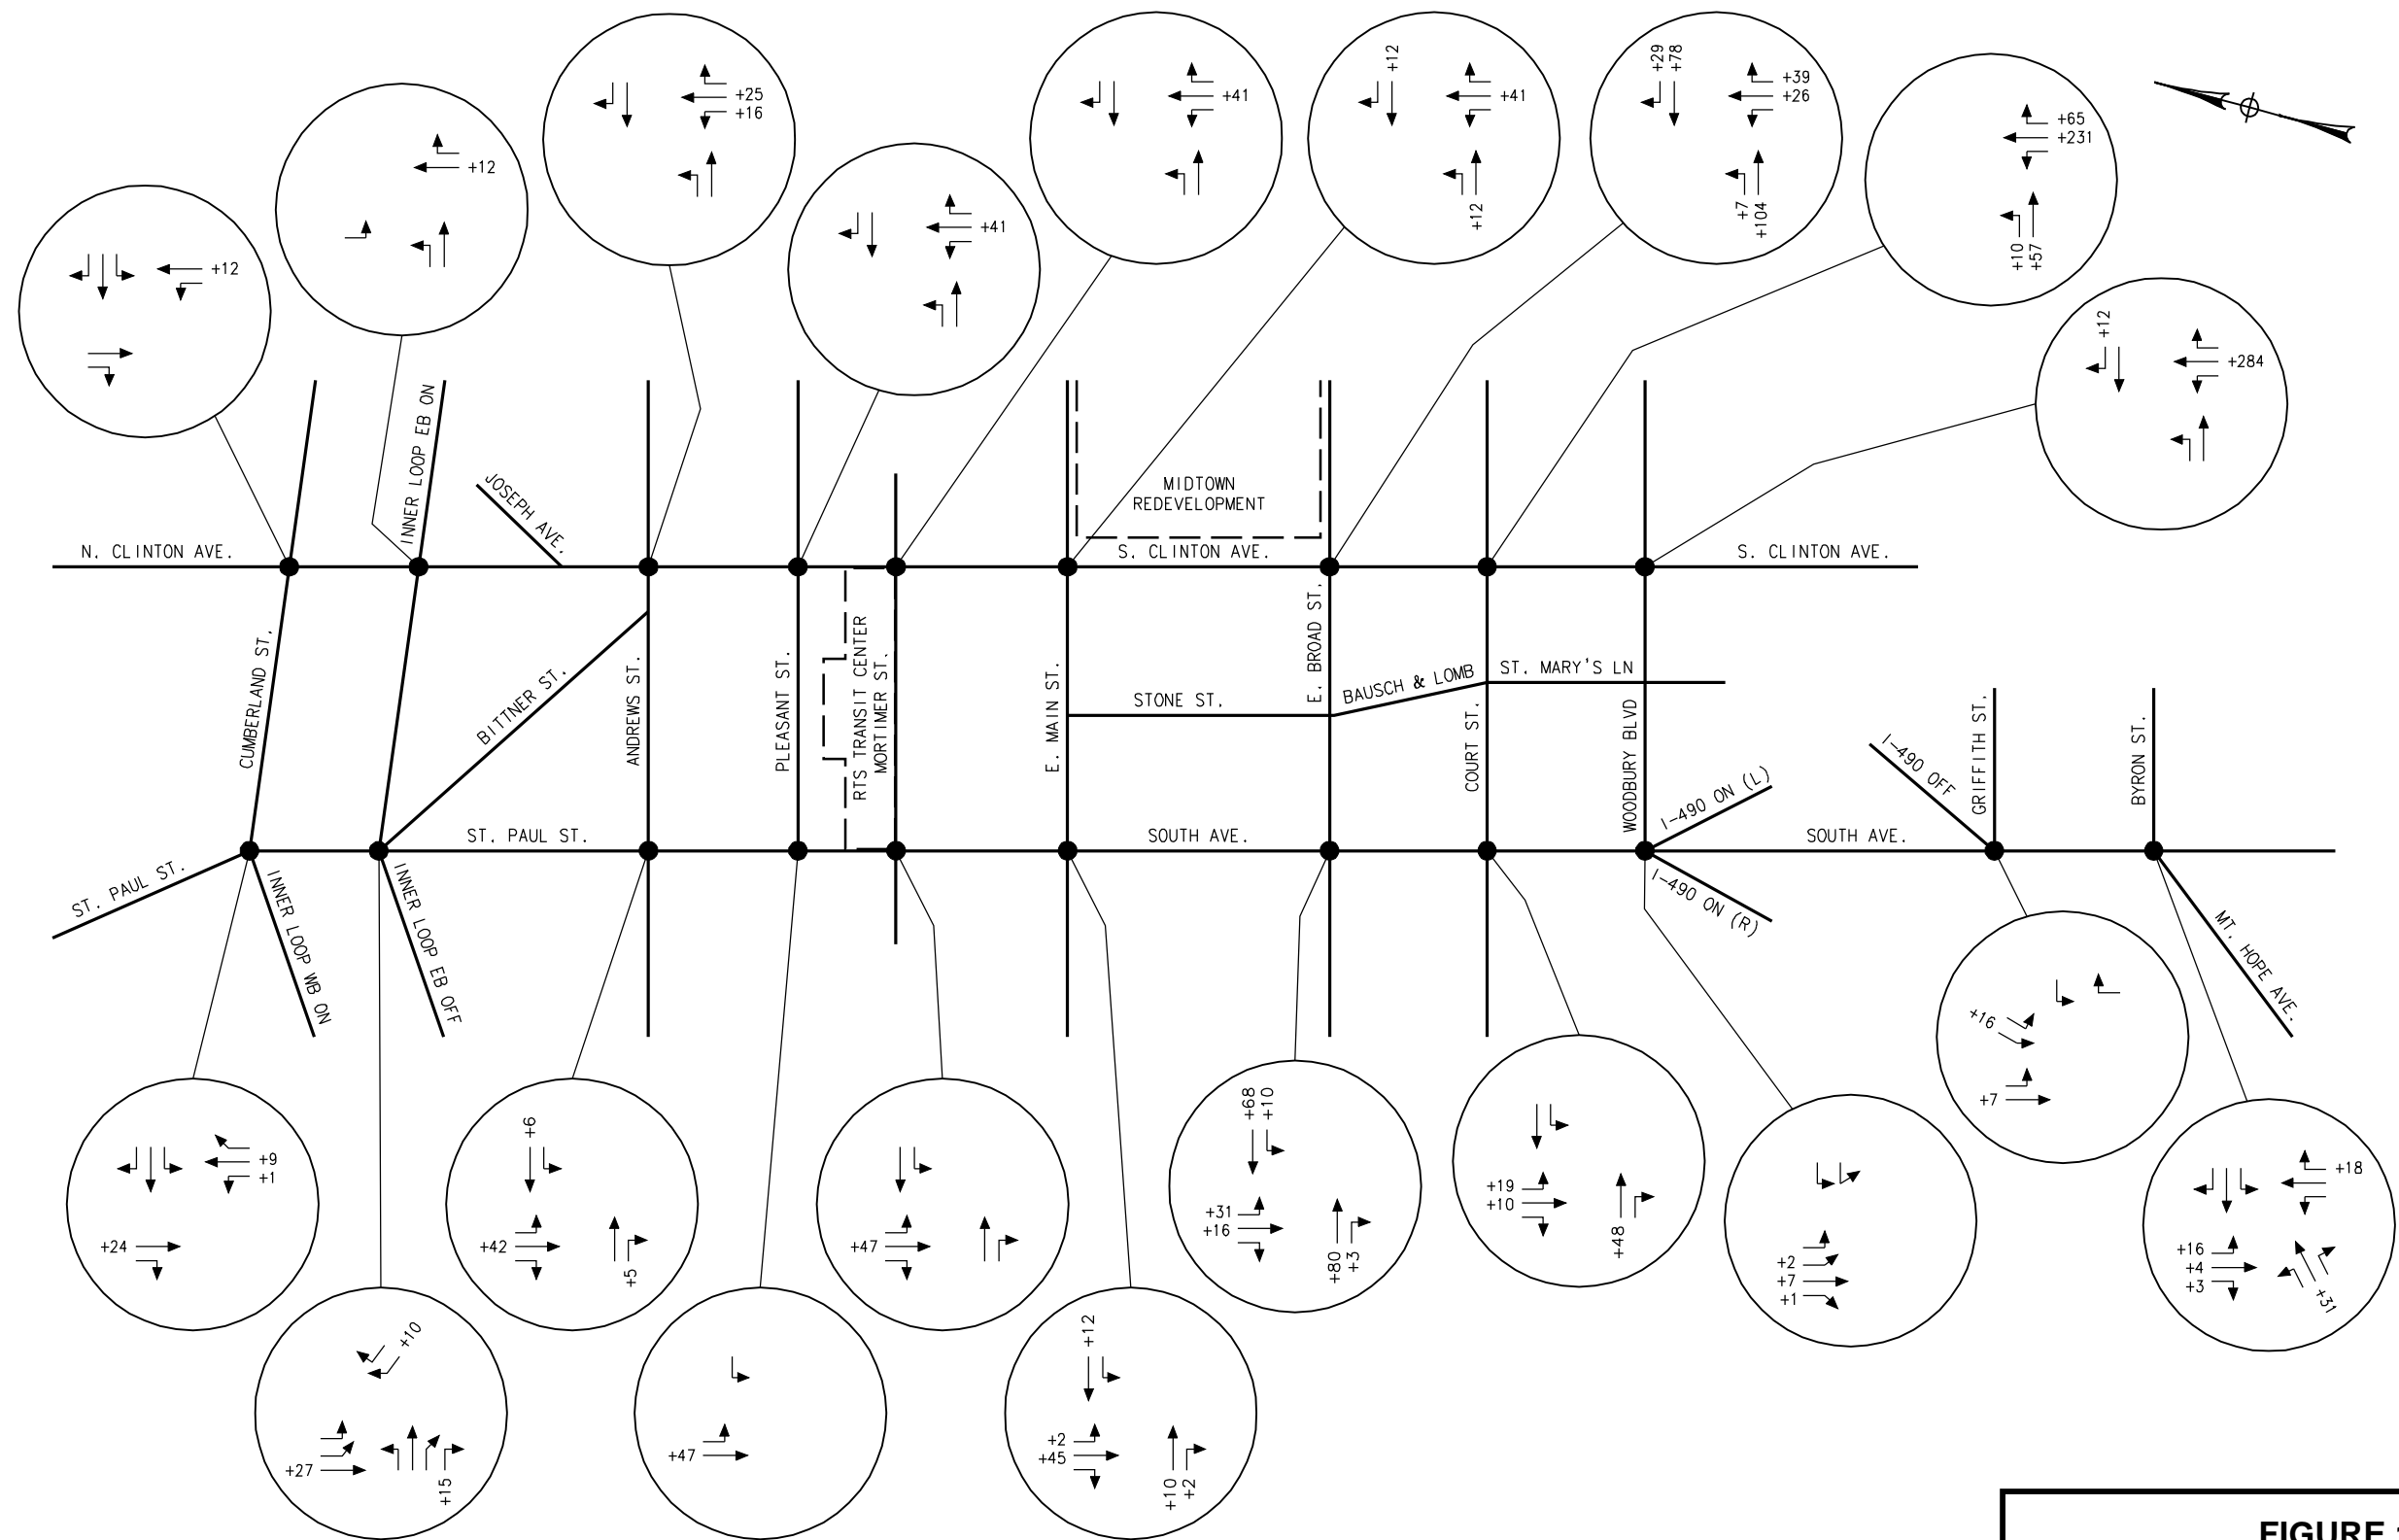 +12
+12
+25
+16
+41
+41
+12
+41
+12
+29
+78
+39
+26
+7
+104
+65
+231
+10
+57
+12
+284
N. CLINTON AVE.
INNER LOOP EB ON
JOSEPH AVE.
MIDTOWN
REDEVELOPMENT
S. CLINTON AVE.
S. CLINTON AVE.
CUMBERLAND ST.
BITTNER ST.
ANDREWS ST.
PLEASANT ST.
RTS TRANSIT CENTER
MORTIMER ST.
E. MAIN ST.
STONE ST.
E. BROAD ST.
BAUSCH & LOMB
ST. MARY'S LN
COURT ST.
WOODBURY BLVD
I-490 ON (L)
I-490 OFF
GRIFFITH ST.
BYRON ST.
ST. PAUL ST.
ST. PAUL ST.
SOUTH AVE.
SOUTH AVE.
INNER LOOP WB ON
INNER LOOP EB OFF
I-490 ON (R)
MT. HOPE AVE.
+9
+1
+24
+10
+27
+15
+6
+42
+5
+47
+47
+12
+2
+45
+10
+2
+68
+10
+31
+16
+80
+3
+19
+10
+48
+2
+7
+1
+16
+7
+18
+16
+4
+3
+31
FIGURE